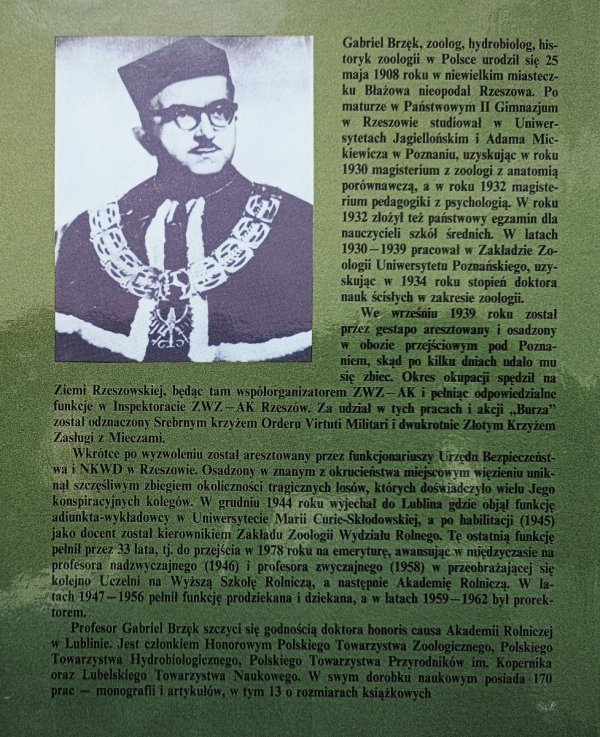 Gabriel Brzęk, zoolog, hydrobiolog, his-
toryk zoologii w Polsce urodził się 25
maja 1908 roku w niewielkim miastecz-
ku Błażowa nieopodal Rzeszowa. Po
maturze w Państwowym II Gimnazjum
w Rzeszowie studiował w Uniwer-
sytetach Jagiellońskim i Adama Mic-
kiewicza w Poznaniu, uzyskując w roku
1930 magisterium z zoologi z anatomią
porównawczą, a w roku 1932 magiste-
rium pedagogiki z psychologią. W roku
1932 złożył też państwowy egzamin dla
nauczycieli szkół średnich. W latach
1930—1939 pracował w Zakładzie Zo-
ologii Uniwersytetu Poznańskiego, uzy-
skując w 1934 roku stopień doktora
nauk ścisłych w zakresie zoologii.
We wrześniu 1939 roku został
przez gestapo aresztowany i osadzony
w obozie przejściowym pod Pozna-
niem, skąd po kilku dniach udało mu
się zbiec. Okres okupacji spędził na
Ziemi Rzeszowskiej, będąc tam współorganizatorem ZWZ—AK i pełniąc odpowiedzialne
funkcje w Inspektoracie ZWZ—AK Rzeszów. Za udział w tych pracach i akcji „Burza”
został odznaczony Srebrnym krzyżem Orderu Virtuti Militari i dwukrotnie Złotym Krzyżem
Zasługi z Mieczami.
Wkrótce po wyzwoleniu został aresztowany przez funkcjonariuszy Urzędu Bezpieczeńst-
wa i NKWD w Rzeszowie. Osadzony w znanym z okrucieństwa miejscowym więzieniu unik-
nął szczęśliwym zbiegiem okoliczności tragicznych losów, których doświadczyło wielu Jego
konspiracyjnych kolegów. W grudniu 1944 roku wyjechał do Lublina gdzie objął funkcję
adiunkta-wykładowcy w Uniwersytecie Marii Curie-Skłodowskiej, a po habilitacji (1945)
jako docent został kierownikiem Zakładu Zoologii Wydziału Rolnego. Tę ostatnią funkcję
pełnił przez 33 lata, tj. do przejścia w 1978 roku na emeryturę, awansując w międzyczasie na
profesora nadzwyczajnego (1946) i profesora zwyczajnego (1958) w przeobrażającej się
kolejno Uczelni na Wyższą Szkołę Rolniczą, a następnie Akademię Rolniczą. W la-
tach 1947—1956 pełnił funkcję prodziekana i dziekana, a w latach 1959—1962 był prorek-
torem.
Profesor Gabriel Brzęk szczyci się godnością doktora honoris causa Akademii Rolniczej
w Lublinie. Jest członkiem Honorowym Polskiego Towarzystwa Zoologicznego, Polskiego
Towarzystwa Hydrobiologicznego, Polskiego Towarzystwa Przyrodników im. Kopernika
oraz Lubelskiego Towarzystwa Naukowego. W swym dorobku naukowym posiada 170
prac — monografii i artykułów, w tym 13 o rozmiarach książkowych